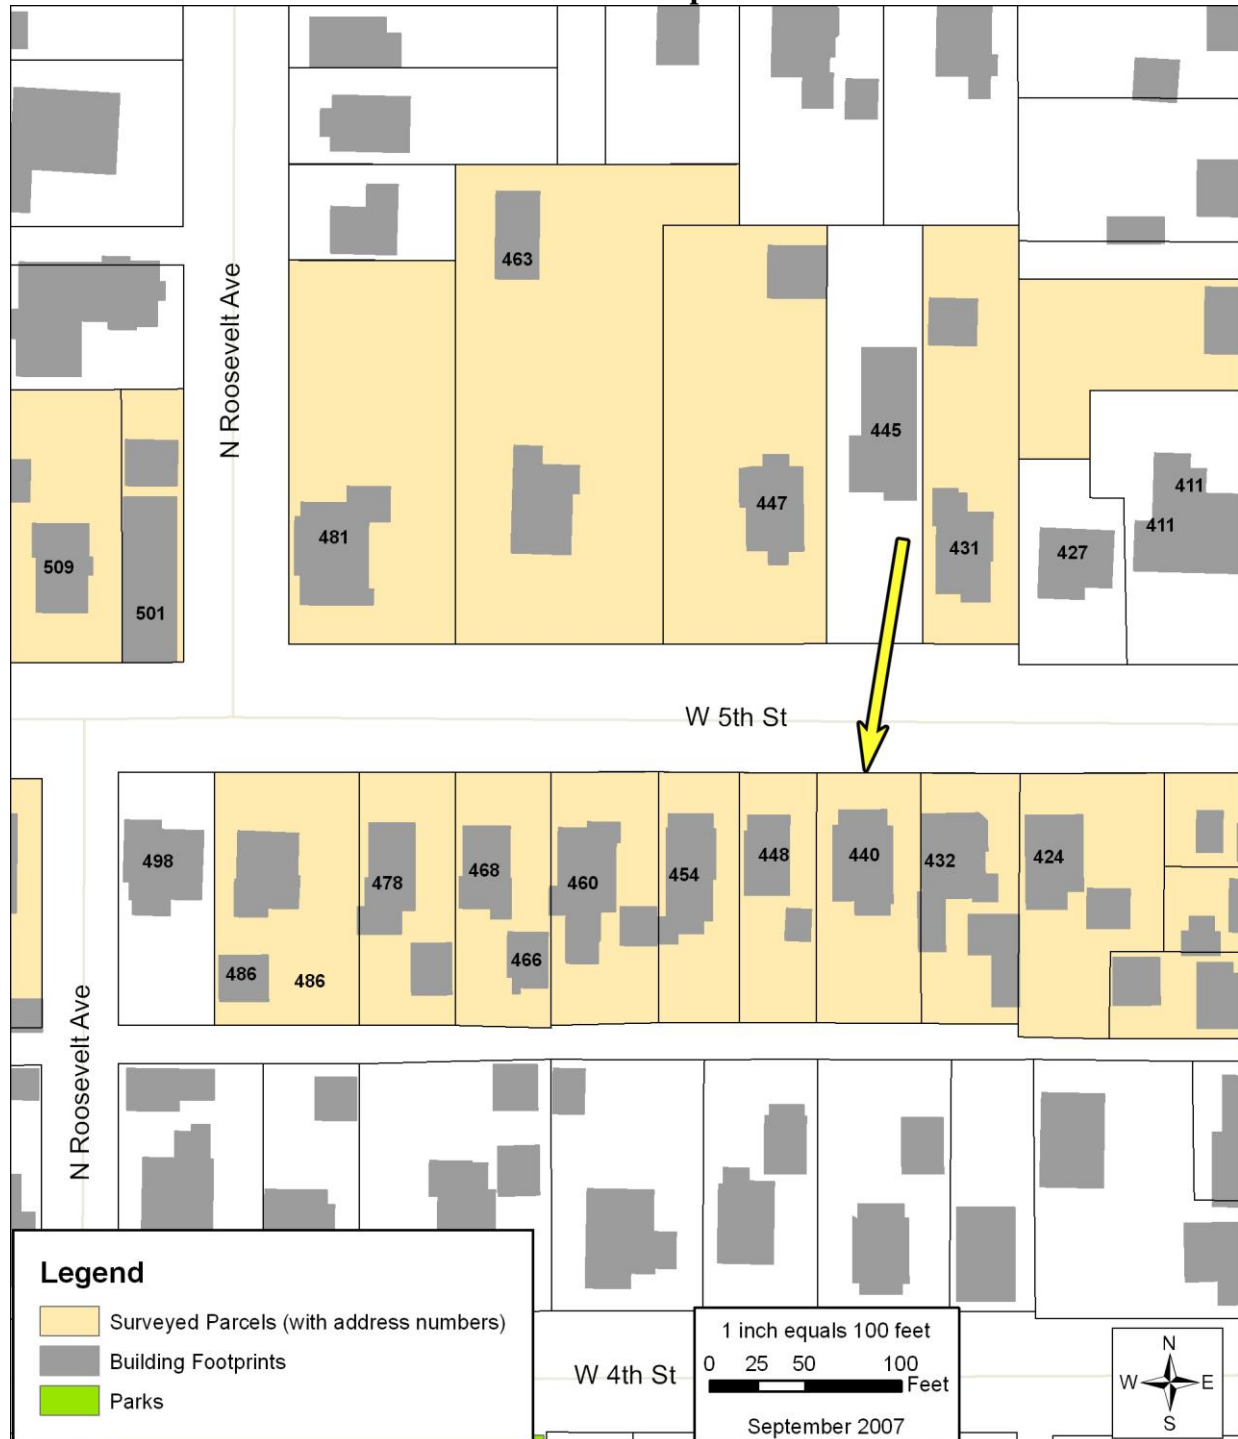 463
N Roosevelt Ave
445
447
411
411
481
431
427
509
501
W 5th St
498
478
468
460
454
448
440
432
424
486
486
466
N Roosevelt Ave
Legend
Surveyed Parcels (with address numbers)
Building Footprints
Parks
W 4th St
1 inch equals 100 feet
0 25 50 100
Feet
September 2007
N
W E
S